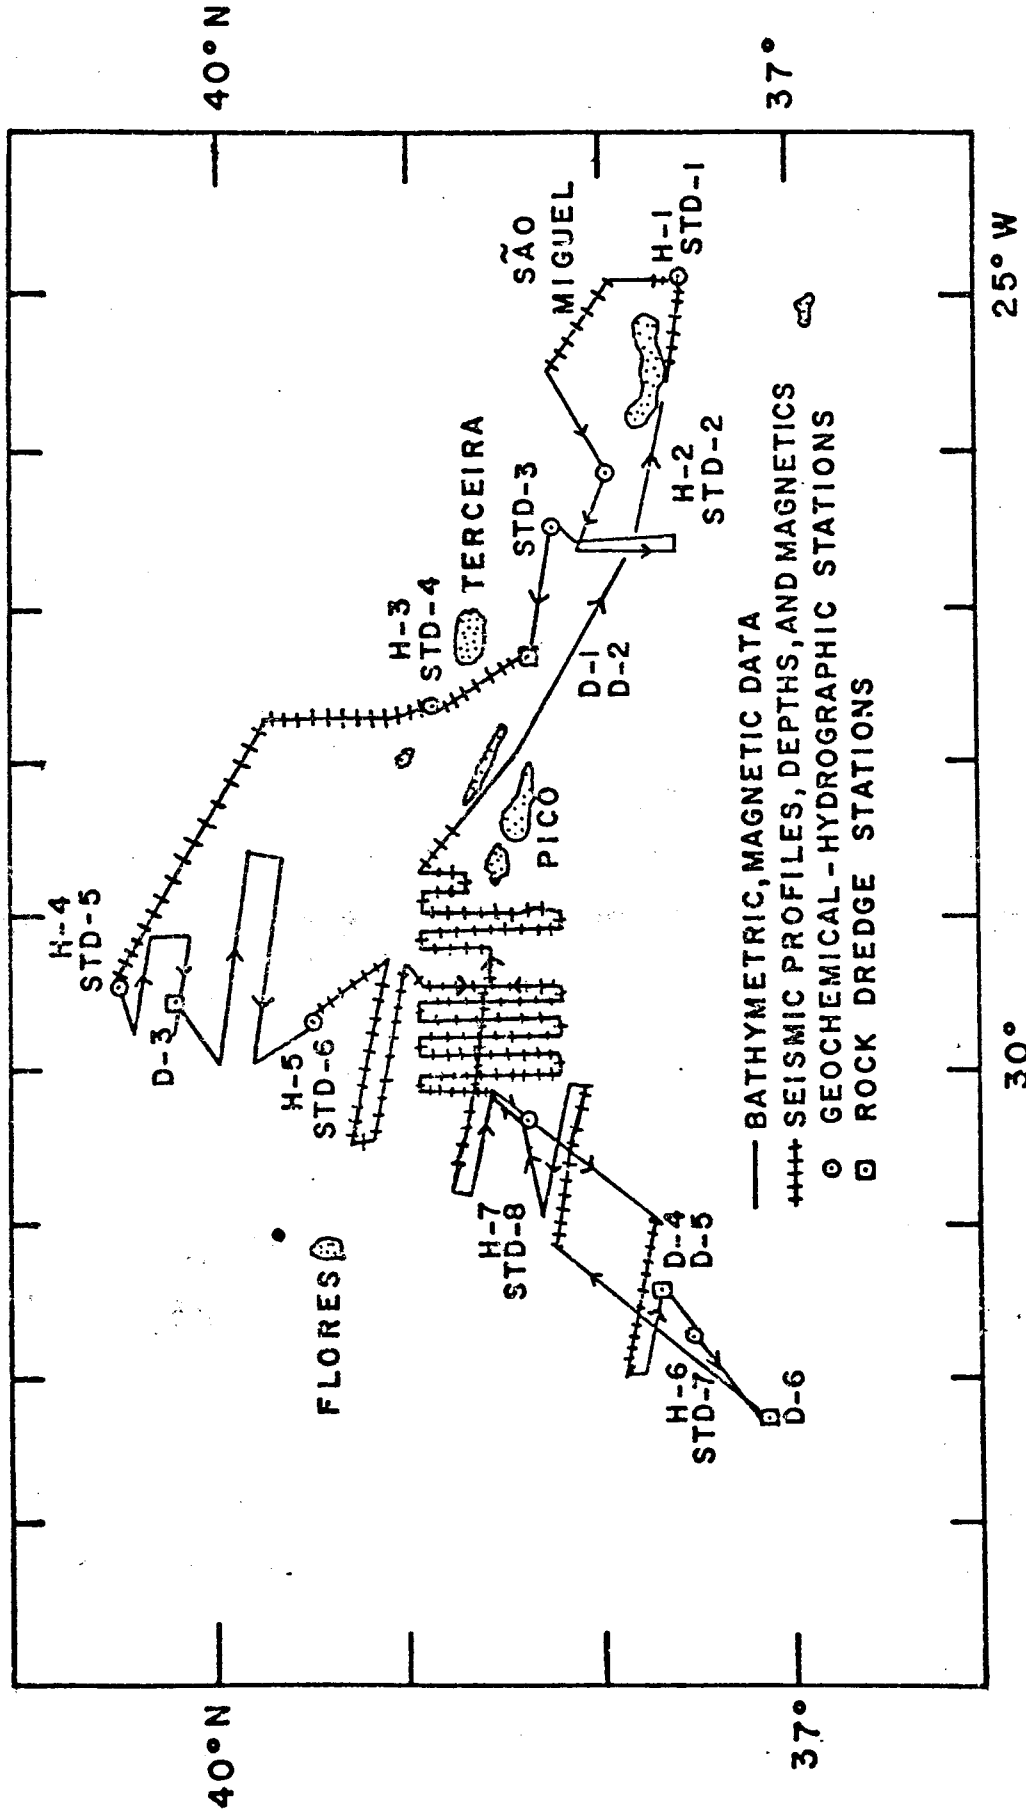 40°N
40°N
37°
37°
25°W
30°
H-4
STD-5
D-3
H-5
STD-6
FLORES
H-3
STD-4
TERCEIRA
STD-3
SÃO
MIGUEL
H-1
STD-1
H-2
STD-2
D-1
D-2
PICO
H-7
STD-8
D-4
D-5
H-6
STD-7
D-6
BATHYMETRIC, MAGNETIC DATA
SEISMIC PROFILES, DEPTHS, AND MAGNETICS
GEOCHEMICAL-HYDROGRAPHIC STATIONS
ROCK DREDGE STATIONS